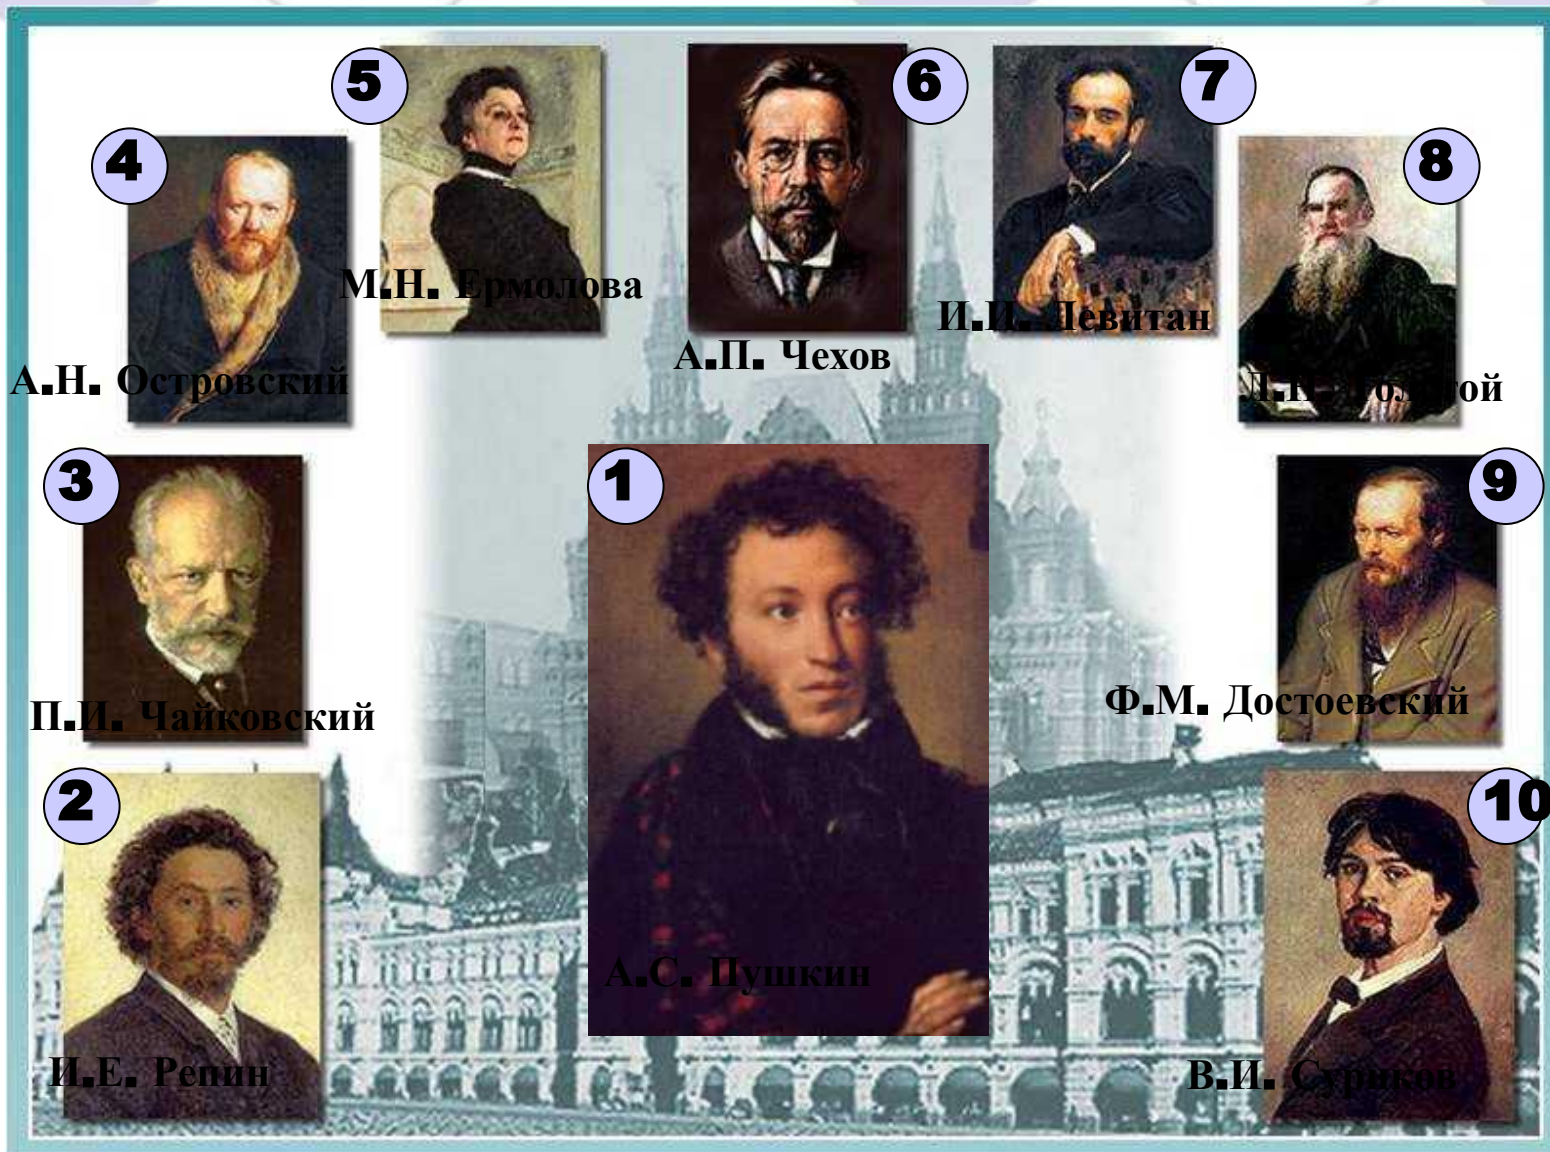 5
6
7
4
8
М.Н. Ермолова
И.И. Левитан
А.П. Чехов
А.Н. Островский
Л.Н. Толстой
3
1
9
П.И. Чайковский
Ф.М. Достоевский
2
10
А.С. Пушкин
И.Е. Репин
В.И. Суриков